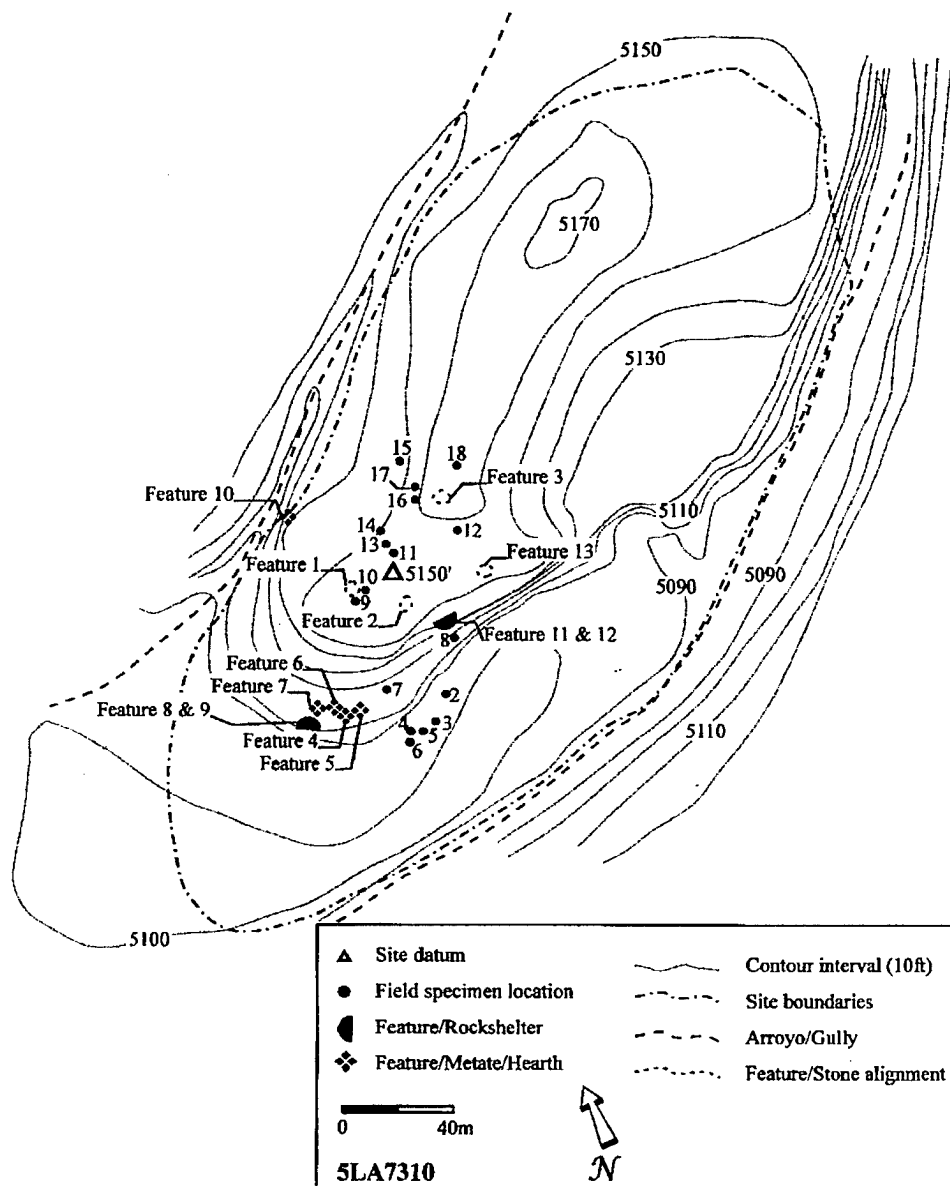 5150
5170
5130
15
18
17
Feature 3
Feature 10
16
5110
14
12
13
11
Feature 13
5090
5090
Feature 1
10
5150'
9
Feature 2
8
Feature 11 & 12
Feature 6
Feature 7
7
2
Feature 8 & 9
3
5110
4
5
Feature 4
6
Feature 5
5100
Site datum
Contour interval (10ft)
Field specimen location
Site boundaries
Feature/Rockshelter
Arroyo/Gully
Feature/Metate/Hearth
Feature/Stone alignment
0
40m
5LA7310
N